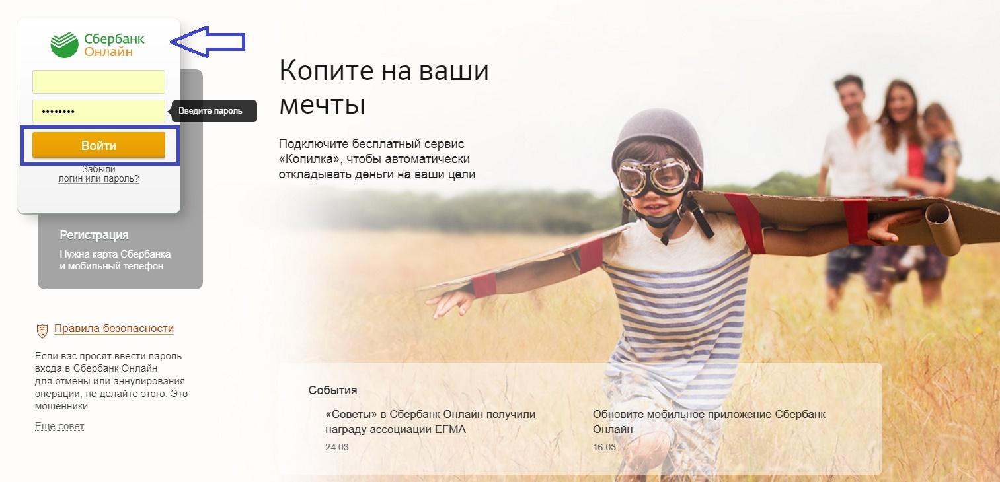 Сбербанк
Онлайн
••••••••
Введите пароль
Войти
Забыли
логин или пароль?
Регистрация
Нужна карта Сбербанка
и мобильный телефон
Правила безопасности
Если вас просят ввести пароль
входа в Сбербанк Онлайн
для отмены или аннулирования
операции, не делайте этого. Это
мошенники
Еще совет
Копите на ваши
мечты
Подключите бесплатный сервис
«Копилка», чтобы автоматически
откладывать деньги на ваши цели
События
«Советы» в Сбербанк Онлайн получили
награду ассоциации EFMA
24.03
Обновите мобильное приложение Сбербанк
Онлайн
16.03